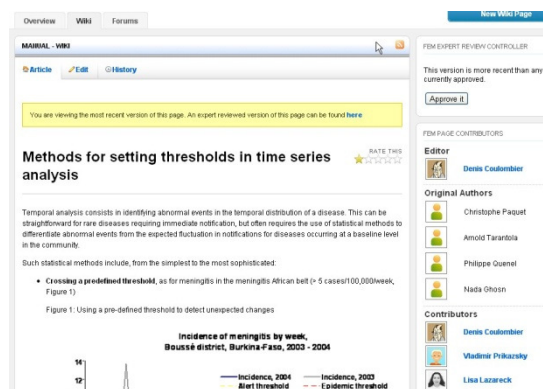 Overview Wiki Forums
New Wiki Page
MANUAL - WIKI
Article Edit History
You are viewing the most recent version of this page. An expert reviewed version of this page can be found here
Methods for setting thresholds in time series
analysis
RATE THIS
Temporal analysis consists in identifying abnormal events in the temporal distribution of a disease. This can be
straightforward for rare diseases requiring immediate notification, but often requires the use of statistical methods to
differentiate abnormal events from the expected fluctuation in notifications for diseases occurring at a baseline level
in the community.
Such statistical methods include, from the simplest to the most sophisticated:
• Crossing a predefined threshold, as for meningitis in the meningitis African belt (> 5 cases/100,000/week,
Figure 1)
Figure 1: Using a pre-defined threshold to detect unexpected changes
Incidence of meningitis by week,
Boussé district, Burkina-Faso, 2003 - 2004
14
12
Incidence, 2004 Incidence, 2003
Alert threshold Epidemic threshold
FEM EXPERT REVIEW CONTROLLER
This version is more recent than any
currently approved.
Approve it
FEM PAGE CONTRIBUTORS
Editor
Denis Coulombier
Original Authors
Christophe Paquet
Arnold Tarantola
Philippe Quenel
Nada Ghosn
Contributors
Denis Coulombier
Vladimir Prikazsky
Lisa Lazareck